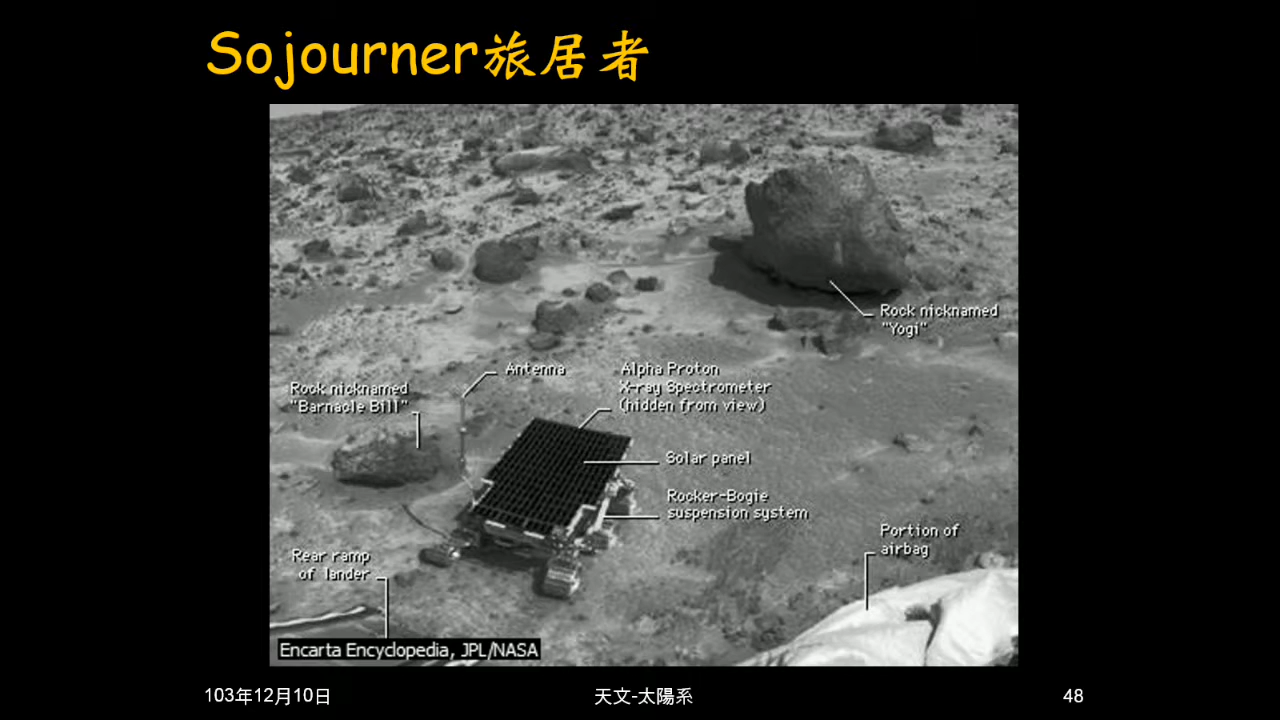 Sojourner旅居者
Rock nicknamed
"Yogi"
Antenna
Alpha Proton
X-ray Spectrometer
(hidden from view)
Rock nicknamed
"Barnacle Bill"
Solar panel
Rocker-Bogie
suspension system
Portion of
airbag
Rear ramp
of lander
Encarta Encyclopedia, JPL/NASA
103年12月10日
天文-太陽系
48